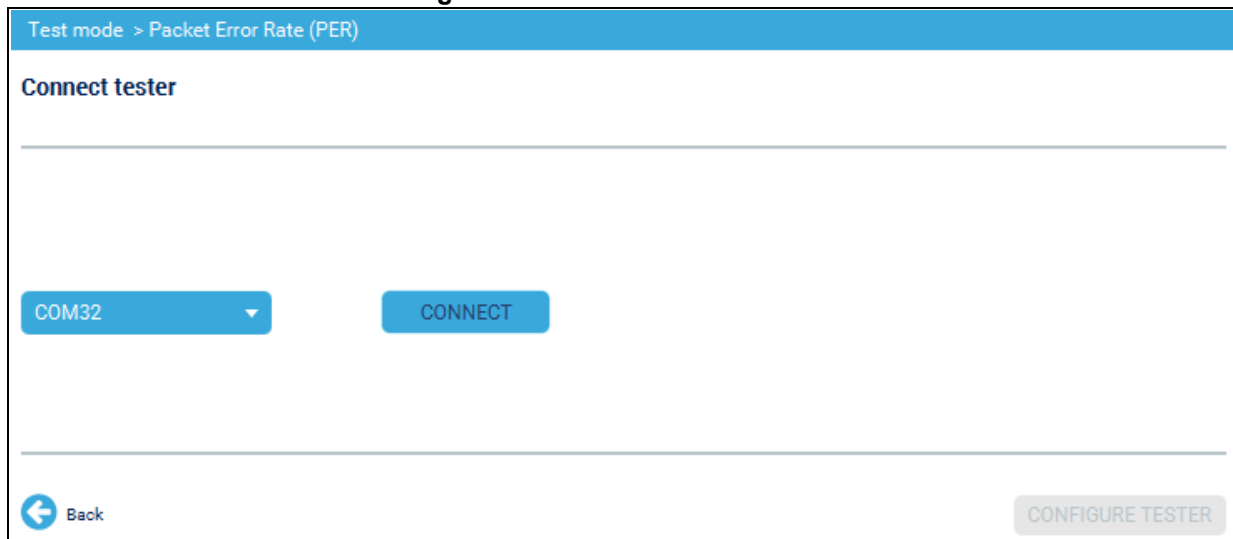 Test mode > Packet Error Rate (PER)
Connect tester
COM32
CONNECT
Back
CONFIGURE TESTER